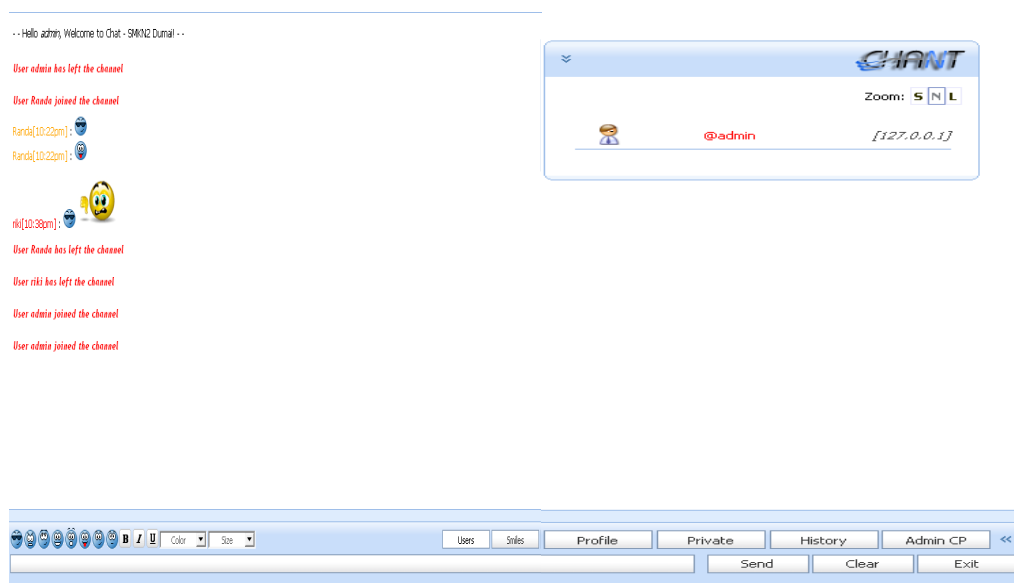 - - Hello admin, Welcome to Chat - SMKN2 Dumai! - -
User admin has left the channel
User Randa joined the channel
Randa[10:22pm] :
Randa[10:22pm] :
riki[10:38pm] :
User Randa has left the channel
User riki has left the channel
User admin joined the channel
User admin joined the channel
CHANT
Zoom: S N L
@admin [127.0.0.1]
B I U Color Size Users Smiles Profile Private History Admin CP
Send Clear Exit